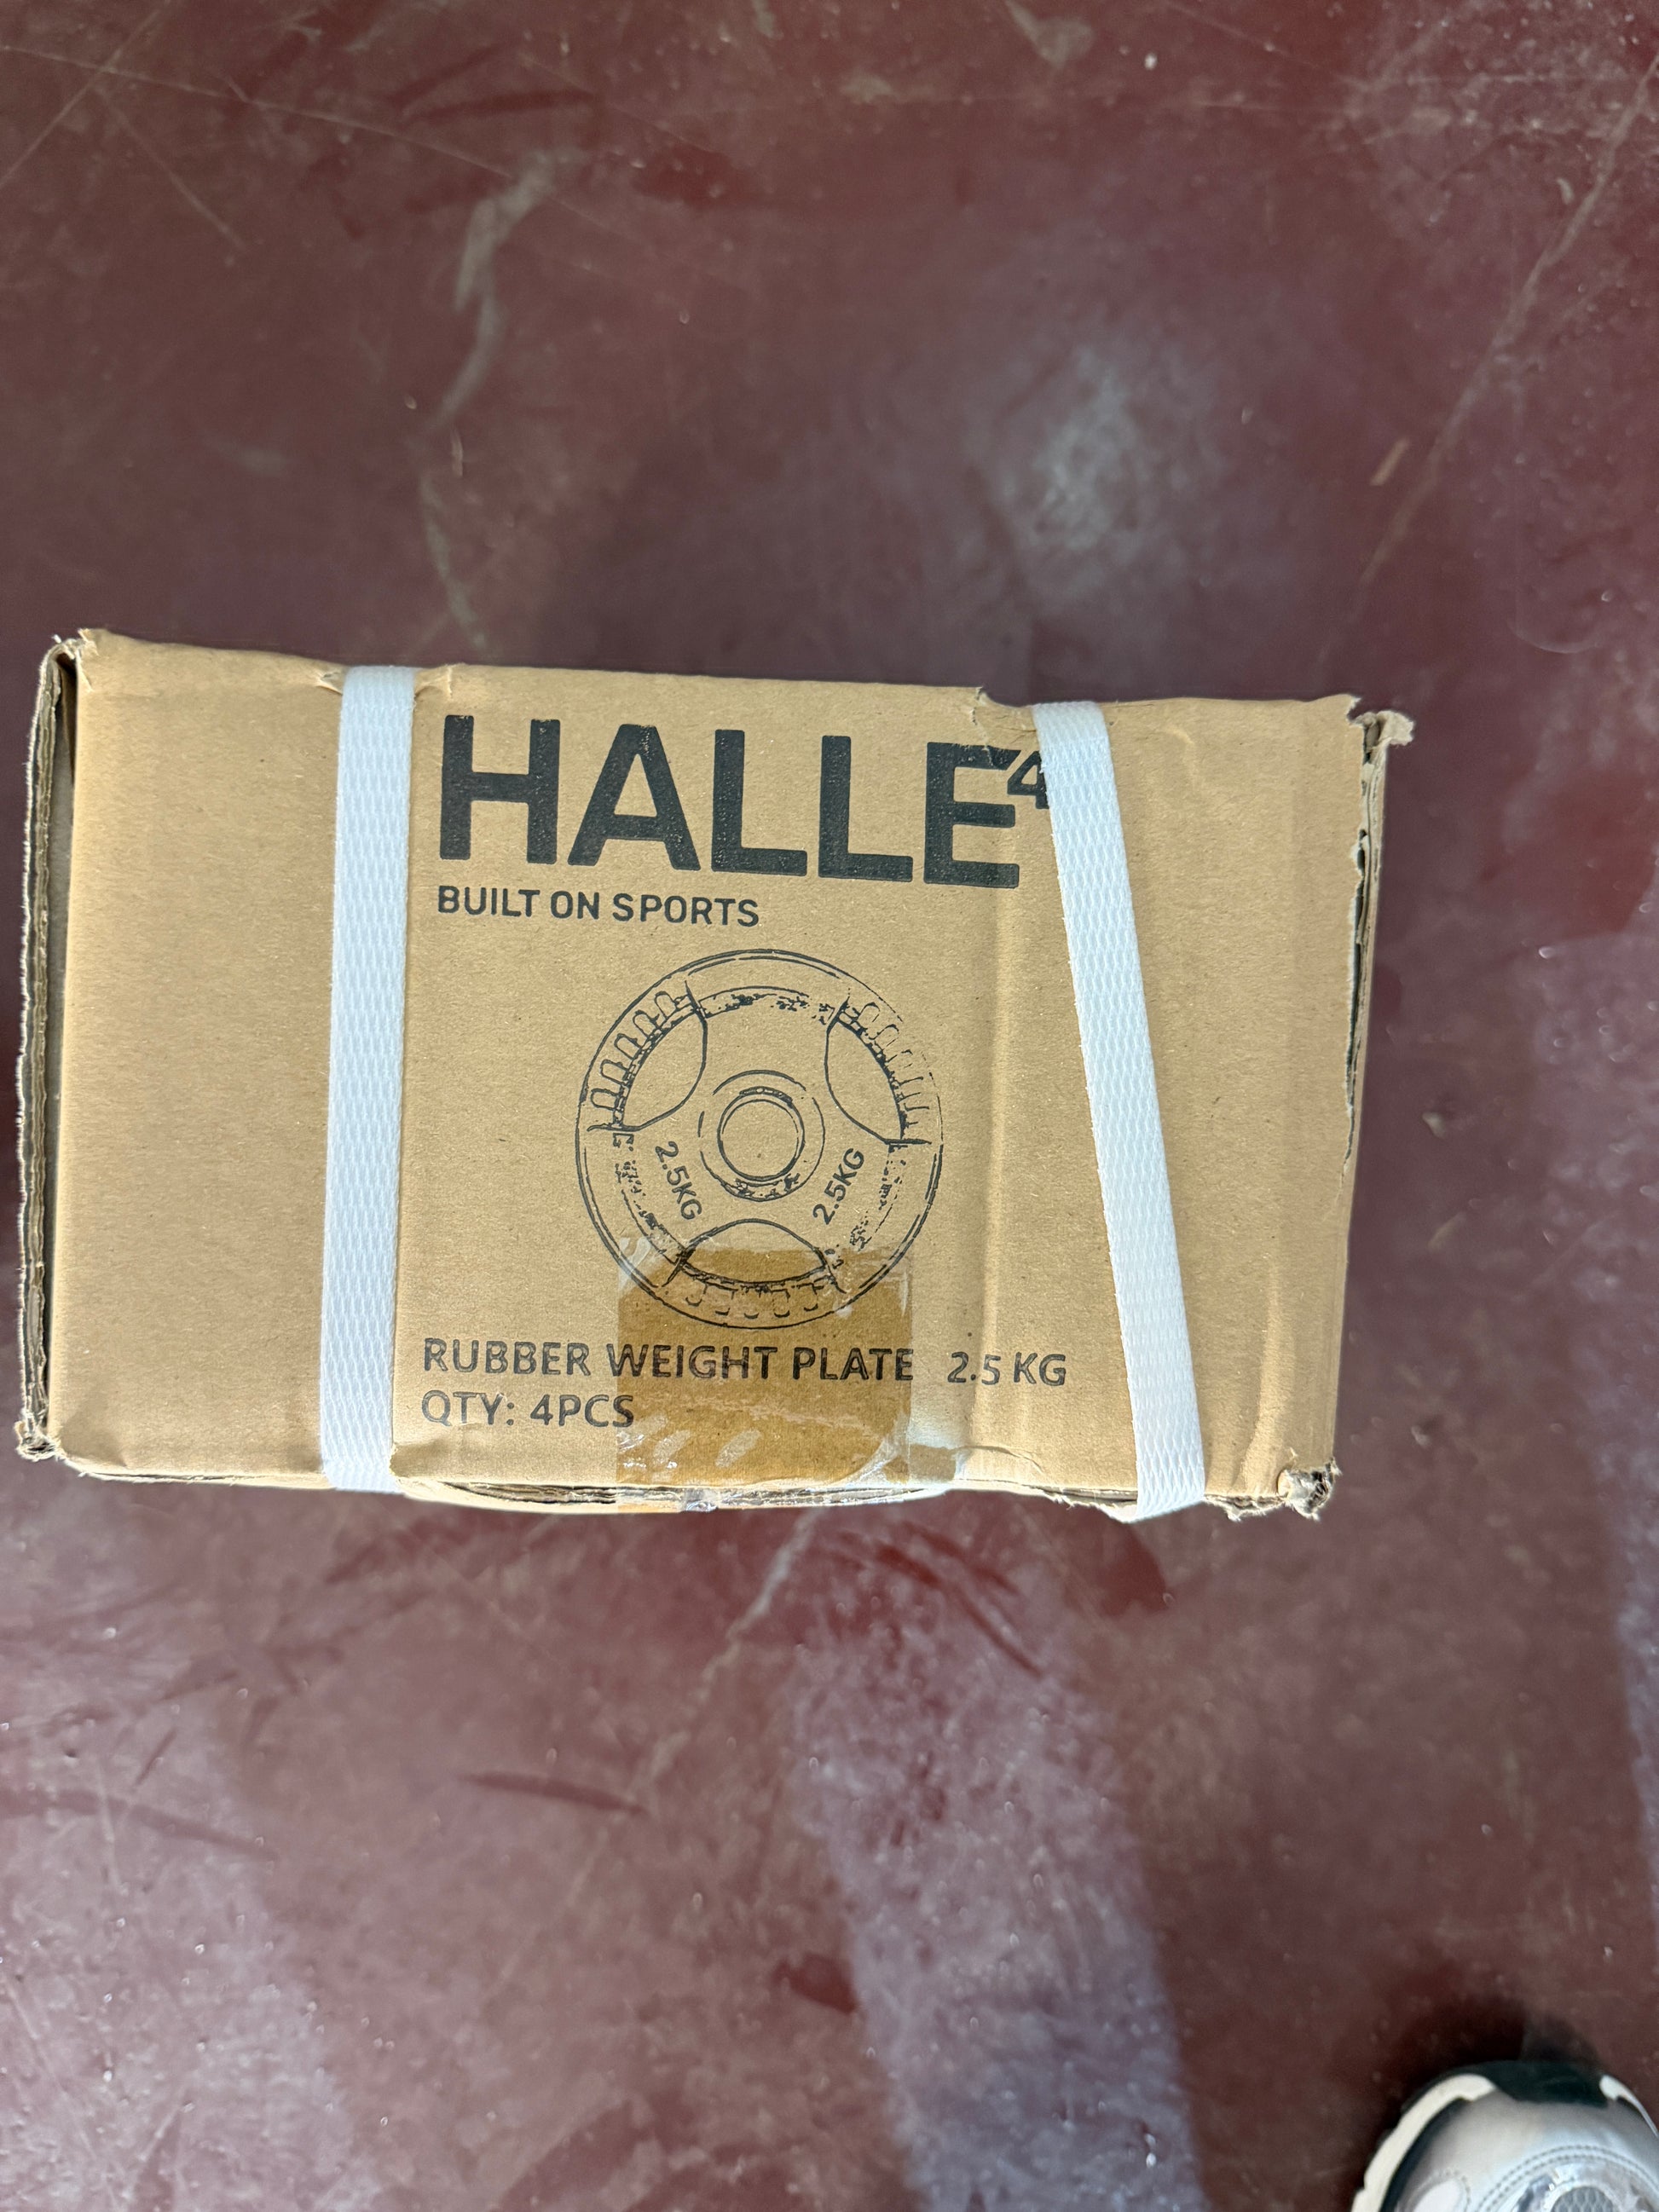 HALLE⁴
BUILT ON SPORTS
2.5KG 2.5KG
RUBBER WEIGHT PLATE 2.5 KG
QTY: 4PCS